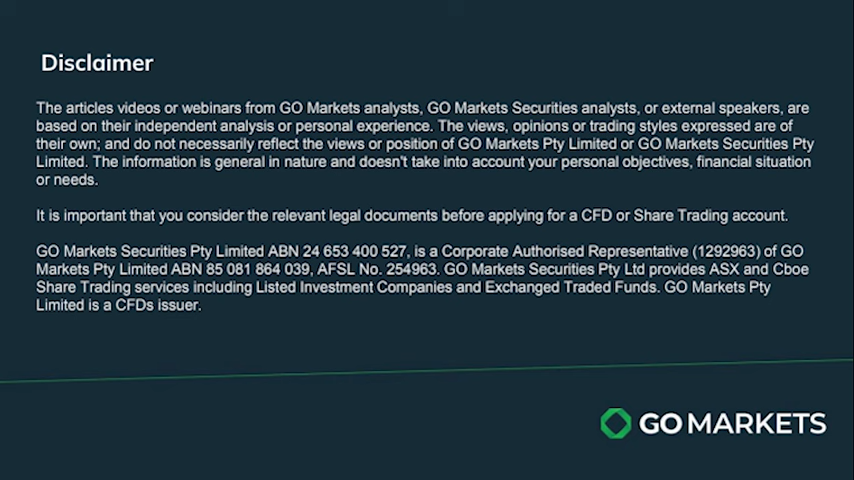 Disclaimer
The articles videos or webinars from GO Markets analysts, GO Markets Securities analysts, or external speakers, are
based on their independent analysis or personal experience. The views, opinions or trading styles expressed are of
their own; and do not necessarily reflect the views or position of GO Markets Pty Limited or GO Markets Securities Pty
Limited. The information is general in nature and doesn't take into account your personal objectives, financial situation
or needs.
It is important that you consider the relevant legal documents before applying for a CFD or Share Trading account.
GO Markets Securities Pty Limited ABN 24 653 400 527, is a Corporate Authorised Representative (1292963) of GO
Markets Pty Limited ABN 85 081 864 039, AFSL No. 254963. GO Markets Securities Pty Ltd provides ASX and Cboe
Share Trading services including Listed Investment Companies and Exchanged Traded Funds. GO Markets Pty
Limited is a CFDs issuer.
GO MARKETS